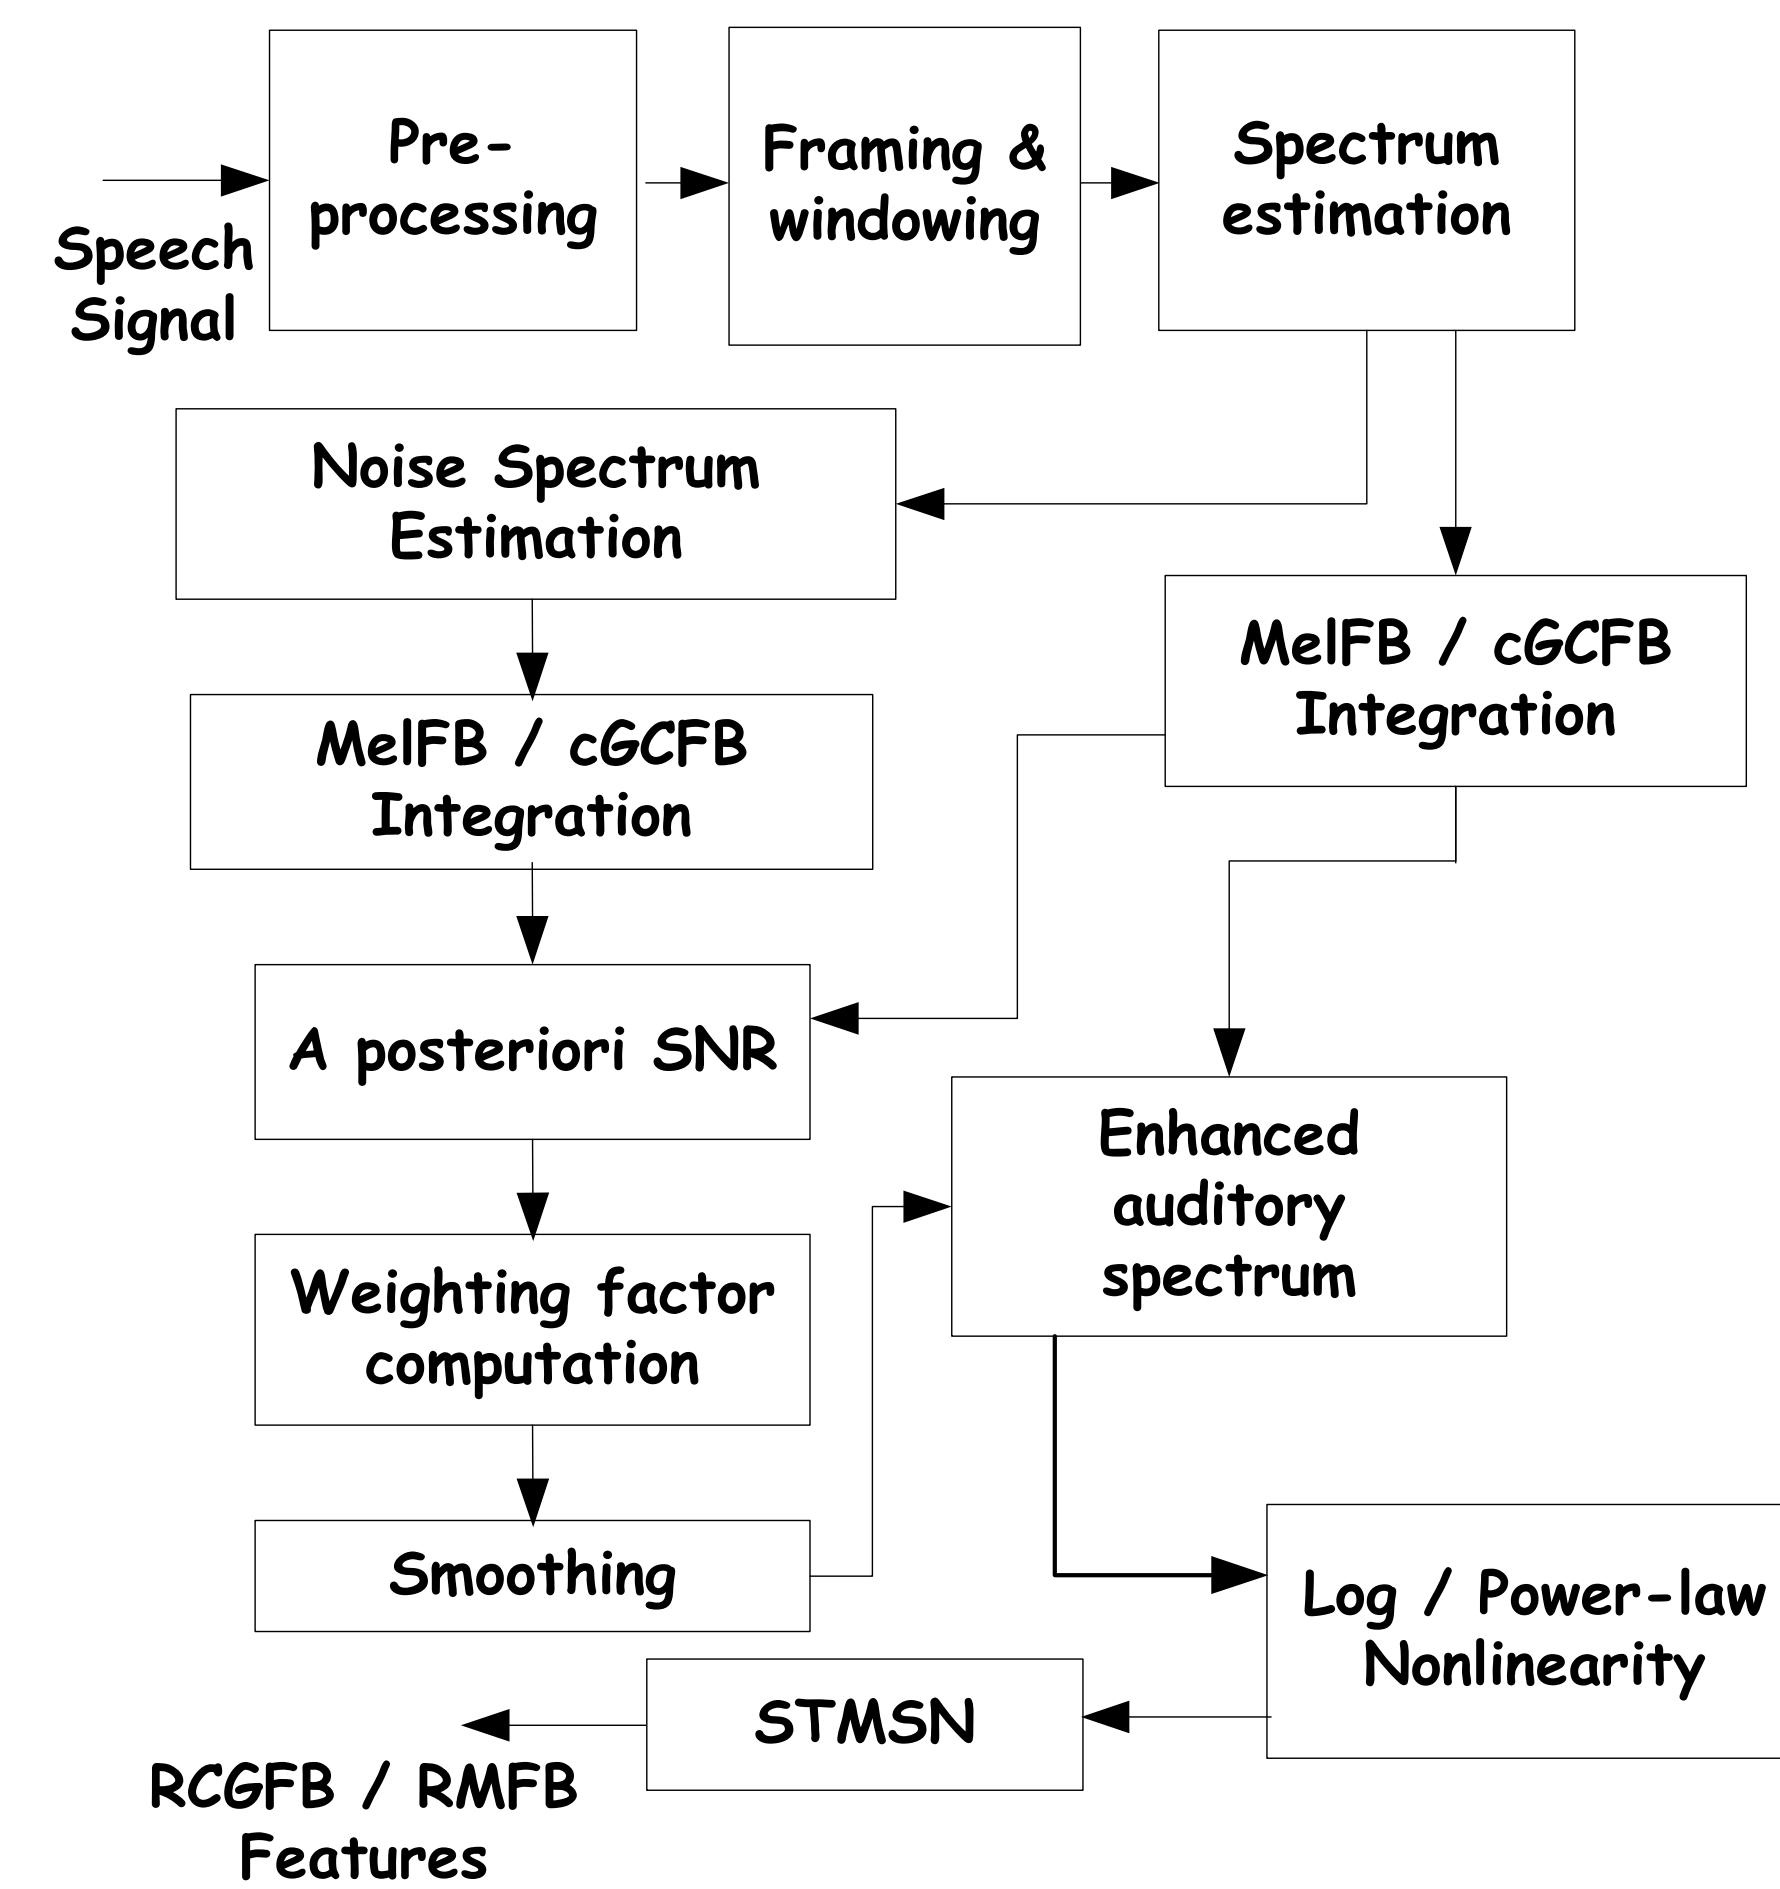 Speech
Signal
Pre-
processing
Framing &
windowing
Spectrum
estimation
Noise Spectrum
Estimation
MelFB / cGCFB
Integration
MelFB / cGCFB
Integration
A posteriori SNR
Enhanced
auditory
spectrum
Weighting factor
computation
Smoothing
Log / Power-law
Nonlinearity
STMSN
RCGFB / RMFB
Features